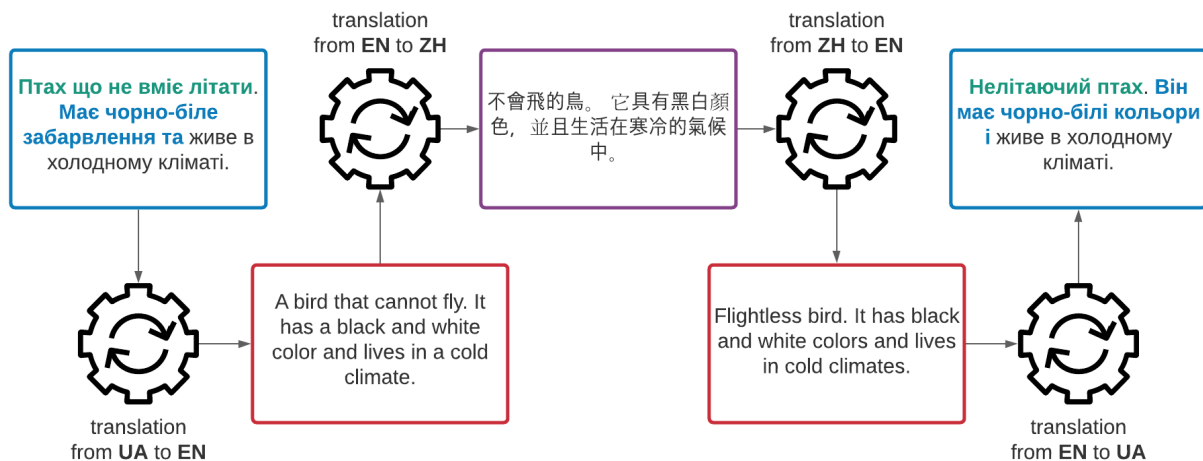 Птах що не вміє літати.
Має чорно-біле
забарвлення та живе в
холодному кліматі.
translation
from UA to EN
A bird that cannot fly. It
has a black and white
color and lives in a cold
climate.
translation
from EN to ZH
不會飛的鳥。 它具有黑白顏
色，並且生活在寒冷的氣候
中。
translation
from ZH to EN
Flightless bird. It has black
and white colors and lives
in cold climates.
translation
from EN to UA
Нелітаючий птах. Він
має чорно-білі кольори
і живе в холодному
кліматі.